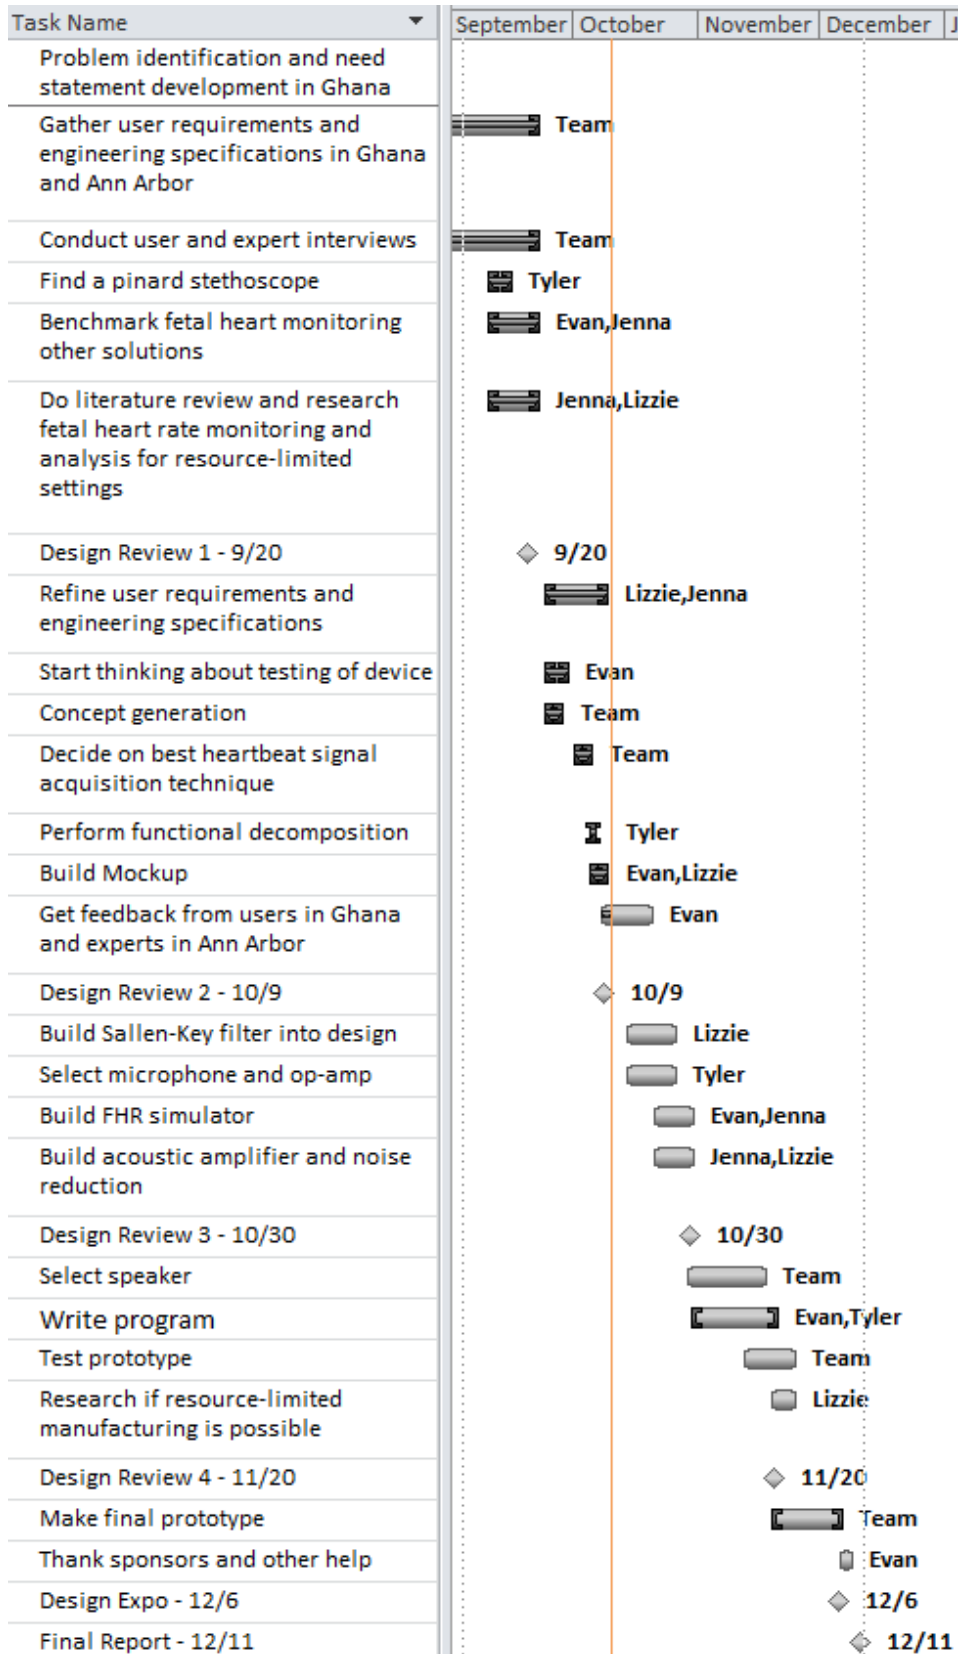 Task Name
September October November December J
Problem identification and need
statement development in Ghana
Gather user requirements and
engineering specifications in Ghana
and Ann Arbor
Team
Conduct user and expert interviews
Team
Find a pinard stethoscope
Tyler
Benchmark fetal heart monitoring
other solutions
Evan,Jenna
Do literature review and research
fetal heart rate monitoring and
analysis for resource-limited
settings
Jenna,Lizzie
Design Review 1 - 9/20
9/20
Refine user requirements and
engineering specifications
Lizzie,Jenna
Start thinking about testing of device
Evan
Concept generation
Team
Decide on best heartbeat signal
acquisition technique
Team
Perform functional decomposition
Tyler
Build Mockup
Evan,Lizzie
Get feedback from users in Ghana
and experts in Ann Arbor
Evan
Design Review 2 - 10/9
10/9
Build Sallen-Key filter into design
Lizzie
Select microphone and op-amp
Tyler
Build FHR simulator
Evan,Jenna
Build acoustic amplifier and noise
reduction
Jenna,Lizzie
Design Review 3 - 10/30
10/30
Select speaker
Team
Write program
Evan,Tyler
Test prototype
Team
Research if resource-limited
manufacturing is possible
Lizzie
Design Review 4 - 11/20
11/20
Make final prototype
Team
Thank sponsors and other help
Evan
Design Expo - 12/6
12/6
Final Report - 12/11
12/11